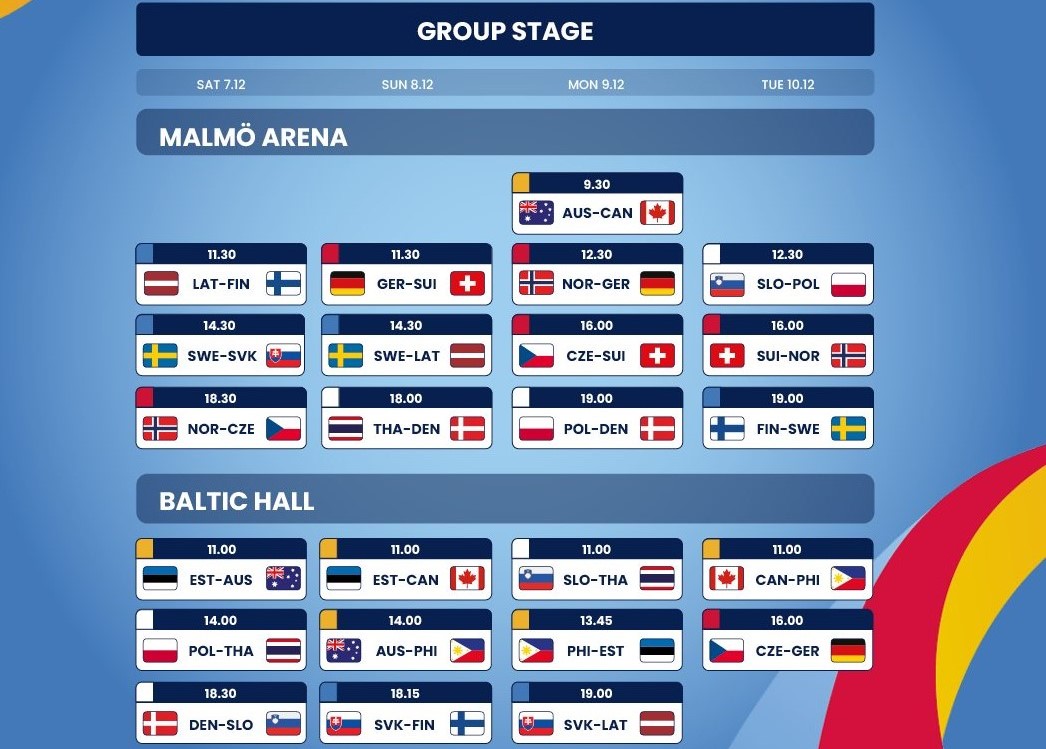 GROUP STAGE
SAT 7.12 SUN 8.12 MON 9.12 TUE 10.12
MALMÖ ARENA
9.30
AUS-CAN
11.30 11.30 12.30 12.30
LAT-FIN GER-SUI NOR-GER SLO-POL
14.30 14.30 16.00 16.00
SWE-SVK SWE-LAT CZE-SUI SUI-NOR
18.30 18.00 19.00 19.00
NOR-CZE THA-DEN POL-DEN FIN-SWE
BALTIC HALL
11.00 11.00 11.00 11.00
EST-AUS EST-CAN SLO-THA CAN-PHI
14.00 14.00 13.45 16.00
POL-THA AUS-PHI PHI-EST CZE-GER
18.30 18.15 19.00
DEN-SLO SVK-FIN SVK-LAT